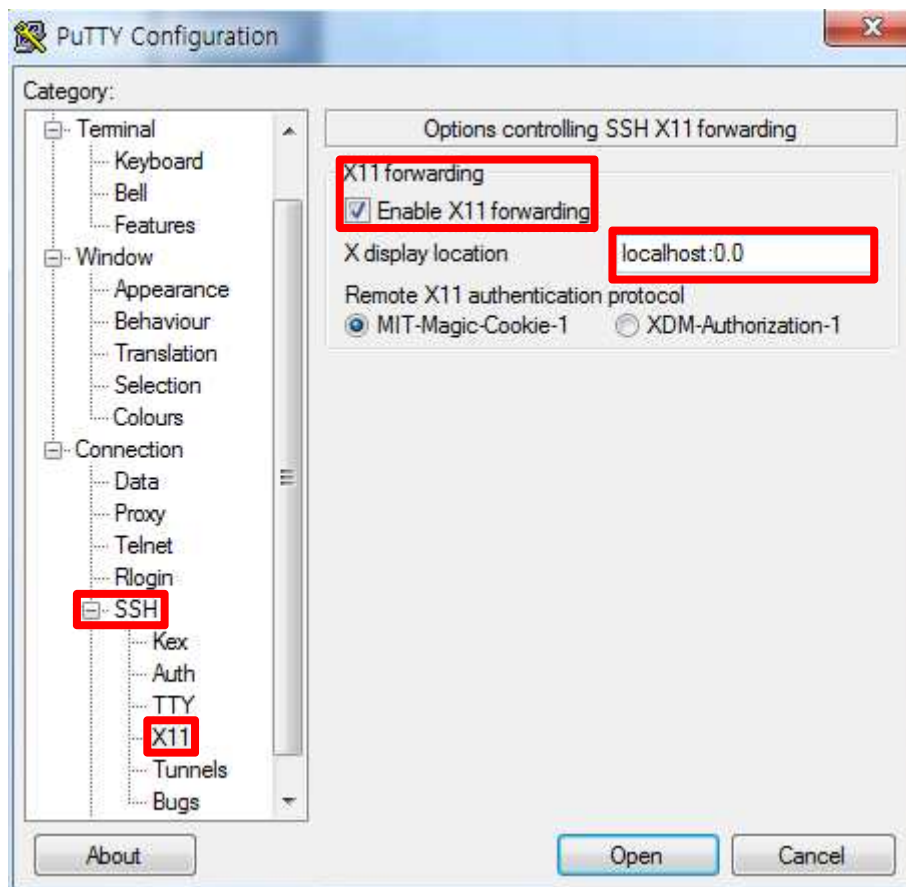 PuTTY Configuration
Category:
Terminal
Keyboard
Bell
Features
Window
Appearance
Behaviour
Translation
Selection
Colours
Connection
Data
Proxy
Telnet
Rlogin
SSH
Kex
Auth
TTY
X11
Tunnels
Bugs
Options controlling SSH X11 forwarding
X11 forwarding
Enable X11 forwarding
X display location localhost:0.0
Remote X11 authentication protocol
MIT-Magic-Cookie-1 XDM-Authorization-1
About Open Cancel